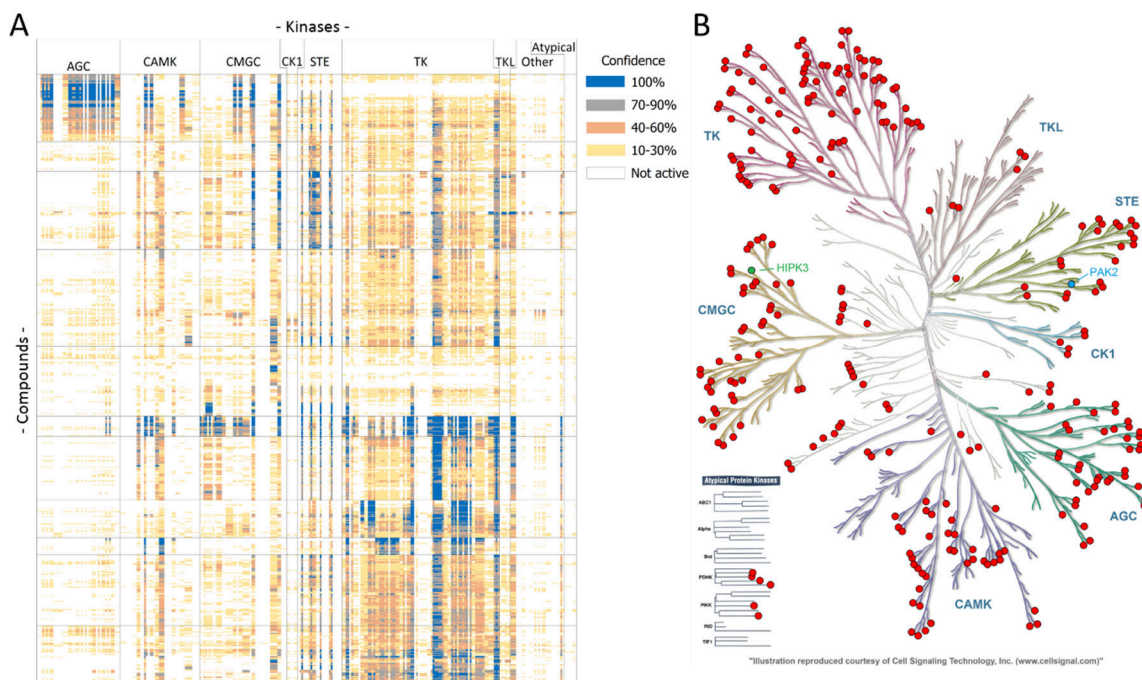 A
- Kinases -
AGC
CAMK
CMGC
CK1
STE
TK
TKL
Atypical
Other
- Compounds -
Confidence
100%
70-90%
40-60%
10-30%
Not active
B
TK
TKL
STE
HIPK3
PAK2
CMGC
CK1
AGC
CAMK
Atypical Protein Kinases
ABC1
Alpha
Brd
PDHK
PIKK
RIO
TIF1
"Illustration reproduced courtesy of Cell Signaling Technology, Inc. (www.cellsignal.com)"